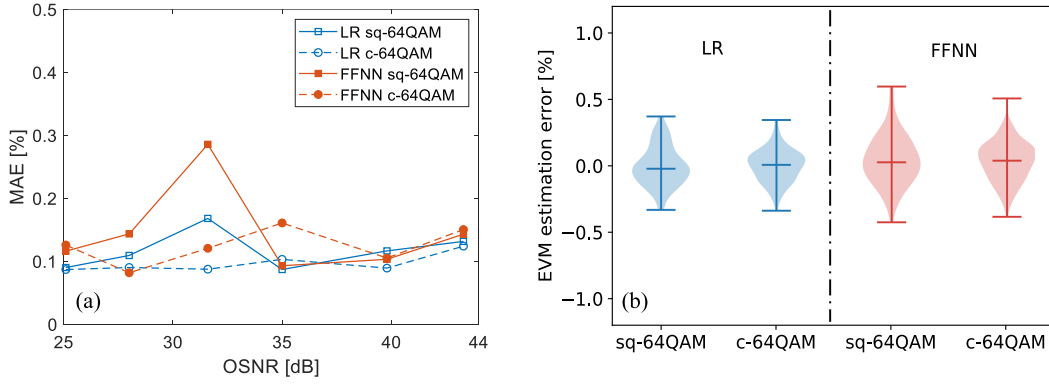 0.5
0.4
0.3
0.2
0.1
0
MAE [%]
LR sq-64QAM
LR c-64QAM
FFNN sq-64QAM
FFNN c-64QAM
(a)
25 30 35 40 44
OSNR [dB]
1.0
0.5
0.0
−0.5
−1.0
EVM estimation error [%]
LR FFNN
(b)
sq-64QAM c-64QAM sq-64QAM c-64QAM